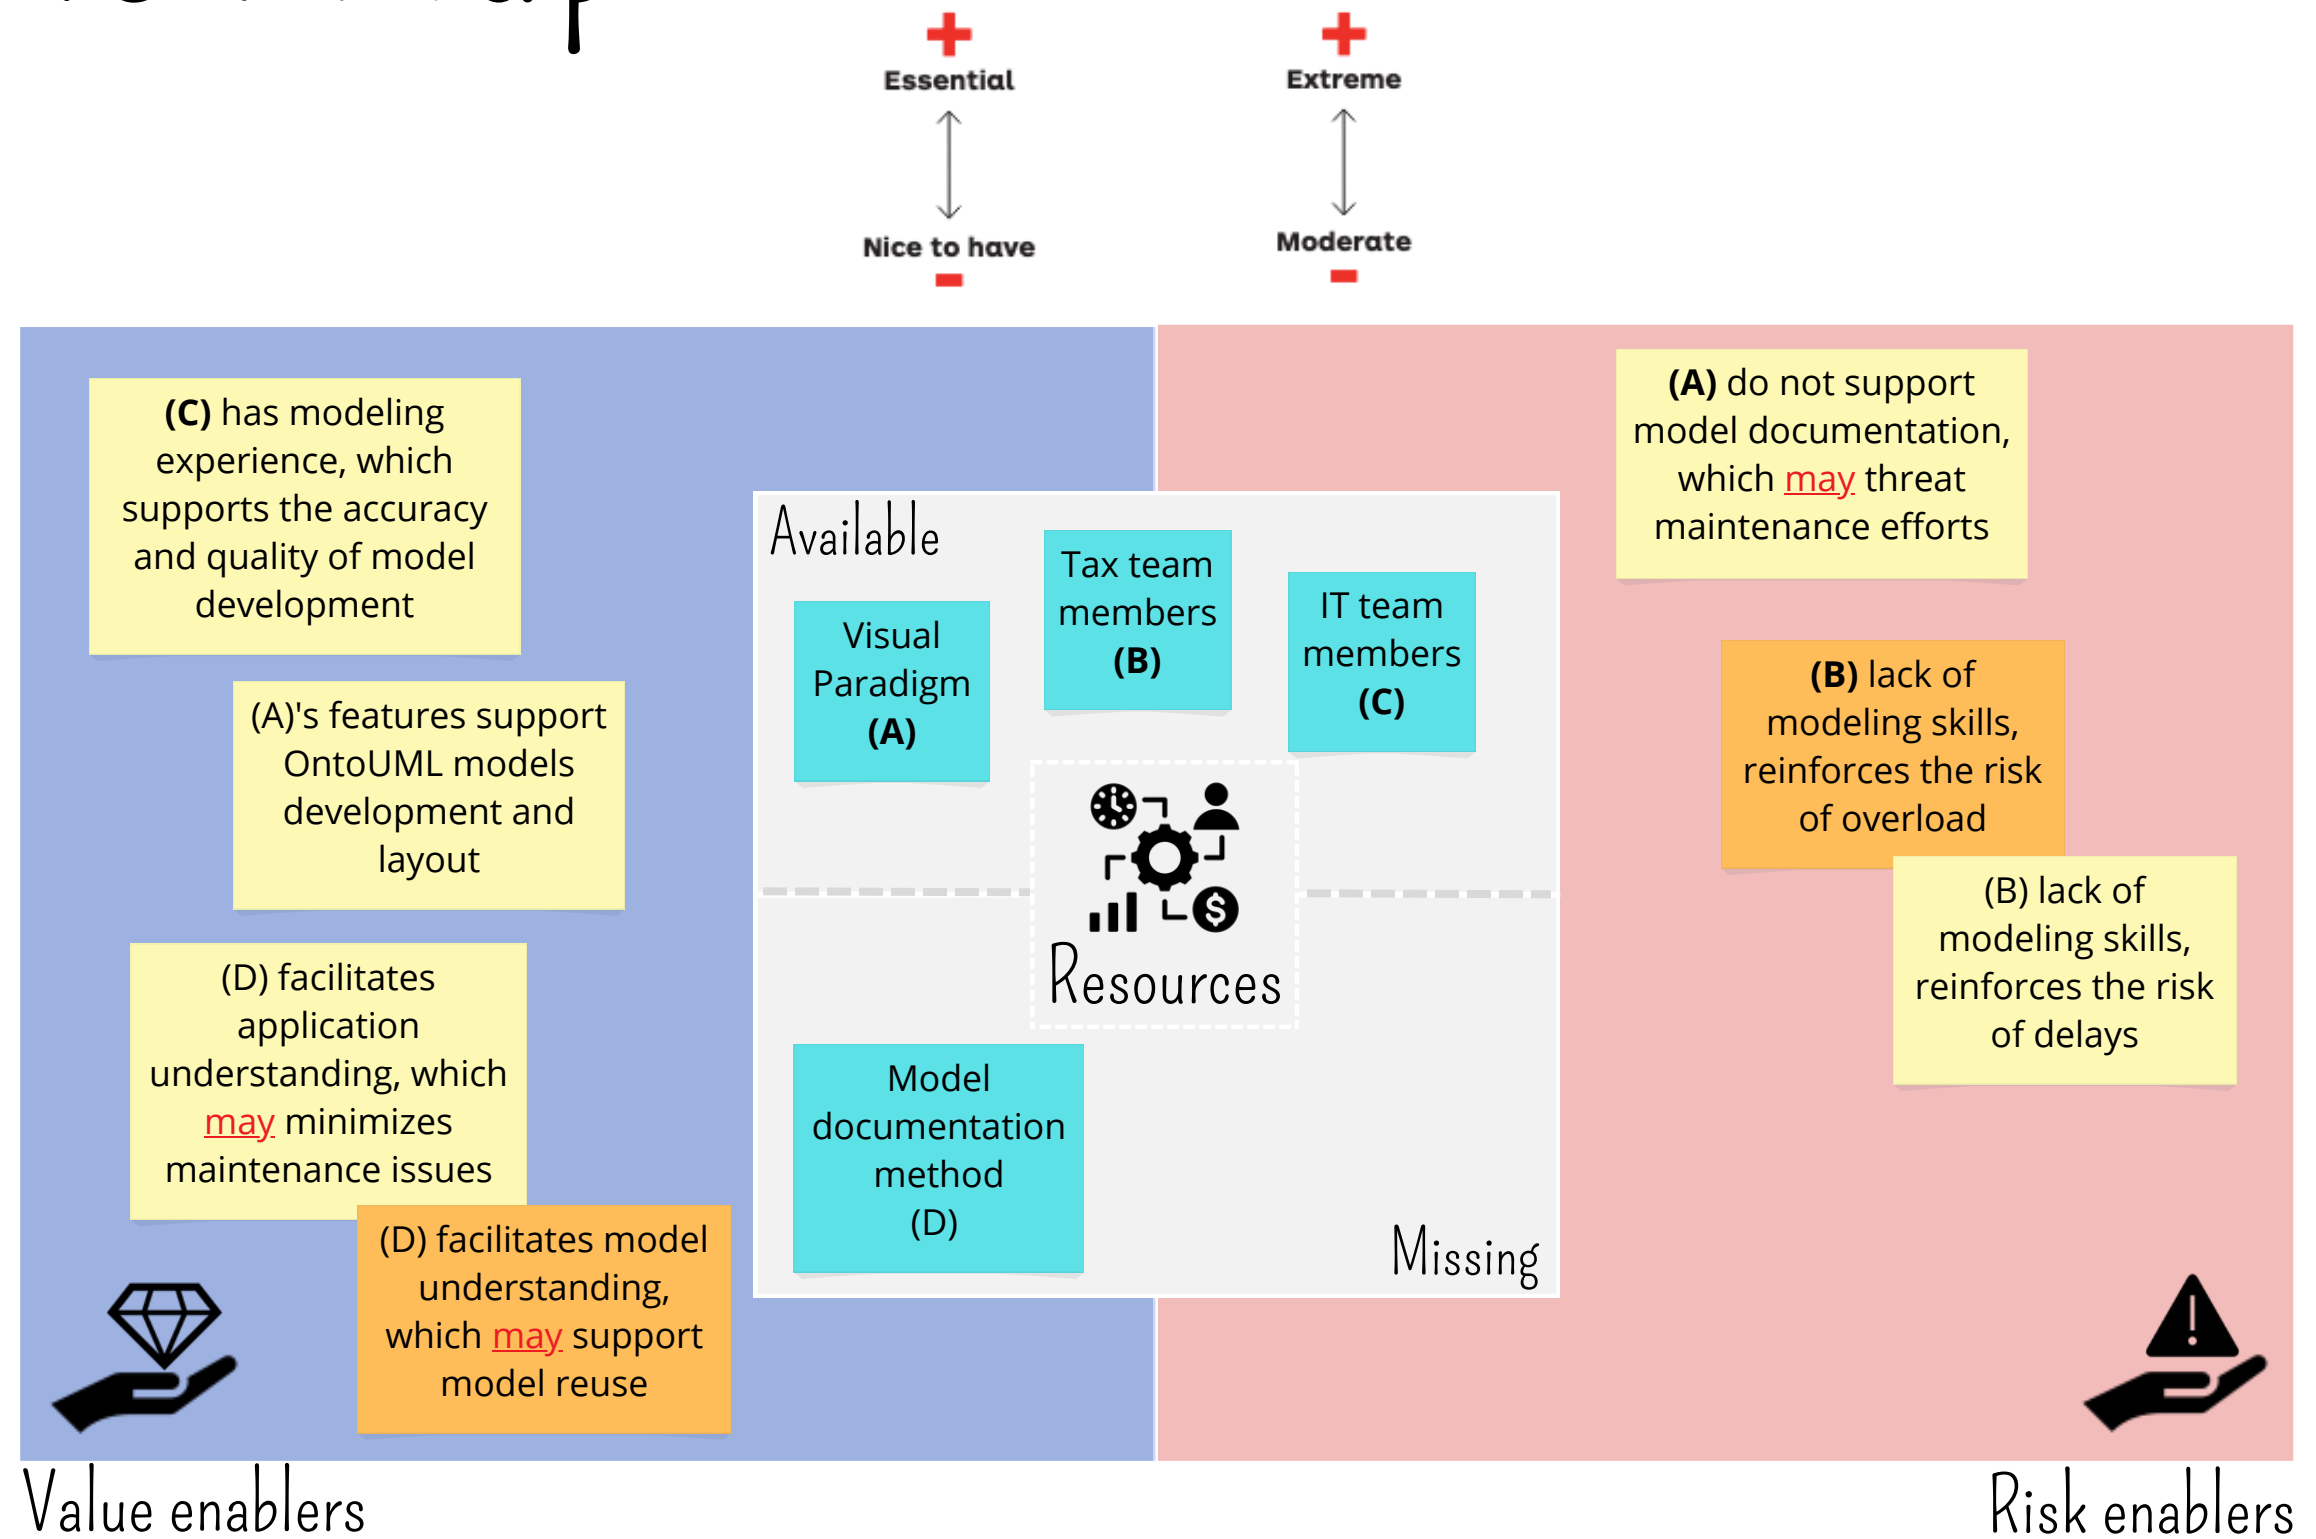 Essential
Nice to have
Extreme
Moderate
(C) has modeling
experience, which
supports the accuracy
and quality of model
development
(A)'s features support
OntoUML models
development and
layout
(D) facilitates
application
understanding, which
may minimizes
maintenance issues
(D) facilitates model
understanding,
which may support
model reuse
Value enablers
Available
Visual
Paradigm
(A)
Tax team
members
(B)
IT team
members
(C)
Resources
Model
documentation
method
(D)
Missing
(A) do not support
model documentation,
which may threat
maintenance efforts
(B) lack of
modeling skills,
reinforces the risk
of overload
(B) lack of
modeling skills,
reinforces the risk
of delays
Risk enablers